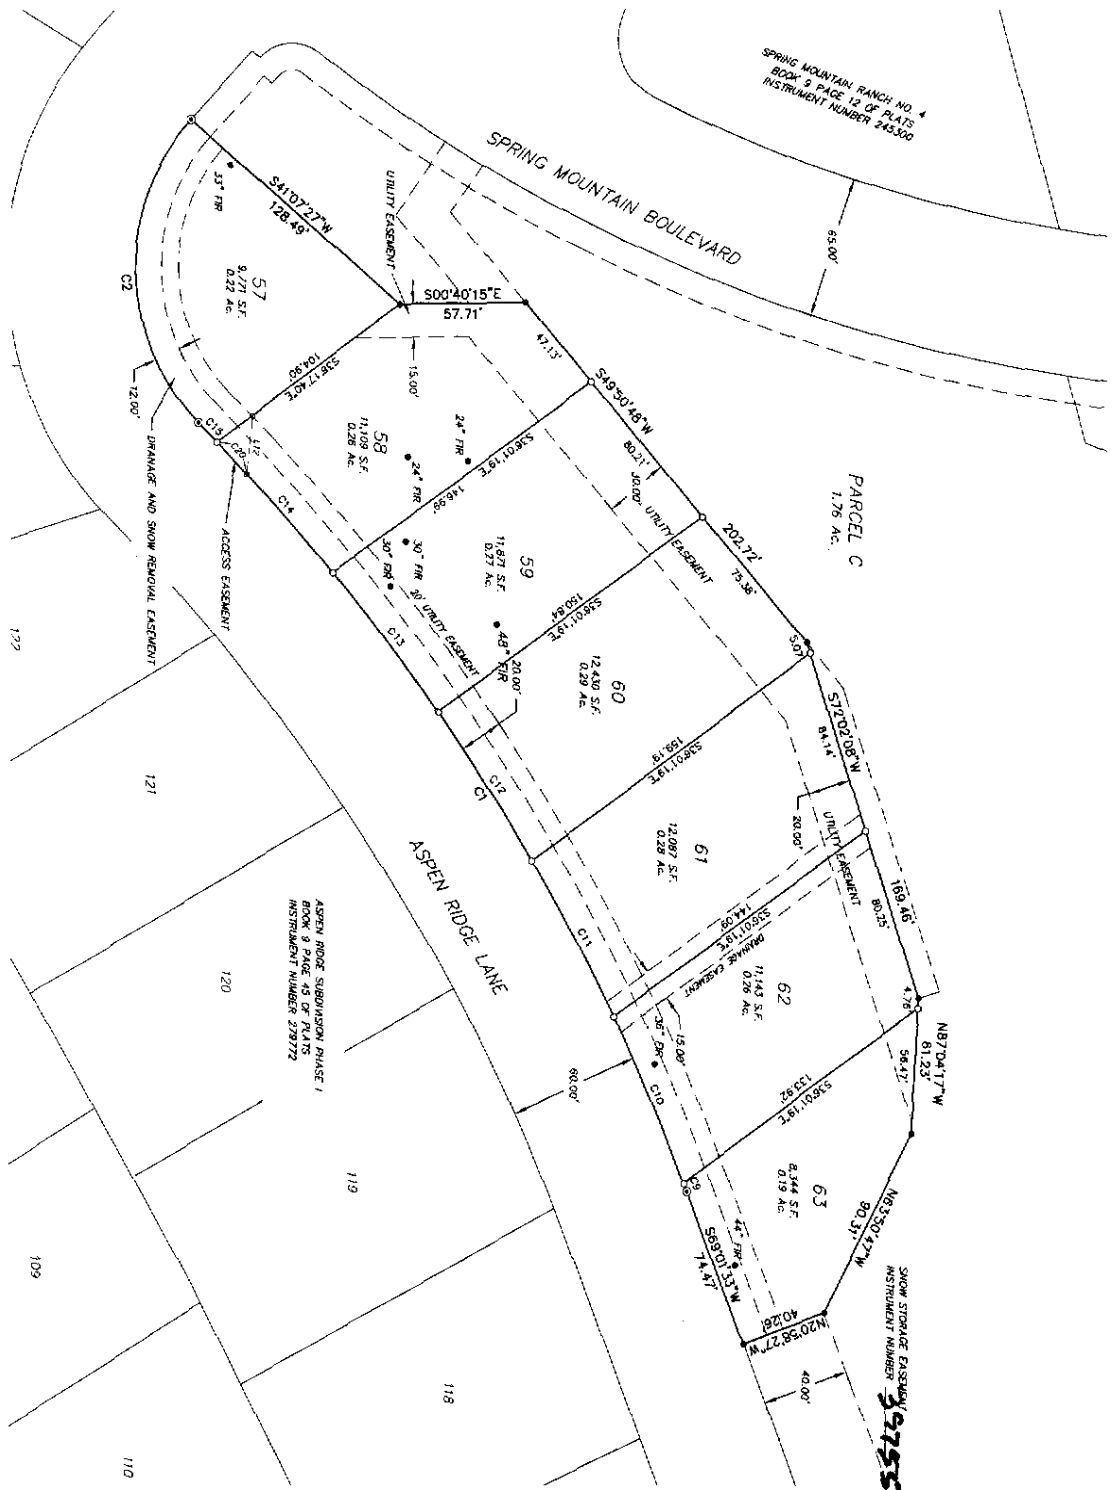 SPRING MOUNTAIN RANCH NO. 4
BOOK 9 PAGE 12 OF PLATS
INSTRUMENT NUMBER 245300
SPRING MOUNTAIN BOULEVARD
65.00'
UTILITY EASEMENT
33" FIR
S41°07'27"W
128.49'
57
9,771 S.F.
0.22 Ac.
C2
S00°40'15"E
57.71'
47.13'
15.00'
S36°17'40"E
104.90'
12.00'
C15
C20
L12
DRANAGE AND SNOW REMOVAL EASEMENT
ACCESS EASEMENT
C14
58
11,109 S.F.
0.26 Ac.
24" FIR
24" FIR
S36°01'19"E
146.99'
S49°50'48"W
202.72'
80.21'
30.00'
UTILITY EASEMENT
75.38'
5.07'
PARCEL C
1.76 Ac.
59
11,871 S.F.
0.27 Ac.
30" FIR
30" FIR
20' UTILITY EASEMENT
48" FIR
C13
S36°01'19"E
150.84'
60
12,430 S.F.
0.29 Ac.
20.00'
C12
C1
S36°01'19"E
159.19'
S72°02'08"W
169.46'
84.14'
20.00'
UTILITY EASEMENT
80.25'
4.76'
61
12,087 S.F.
0.28 Ac.
C11
S36°01'19"E
144.09'
DRAINAGE EASEMENT
62
11,143 S.F.
0.26 Ac.
36" FIR
15.00'
C10
60.00'
S36°01'19"E
133.92'
N87°04'17"W
61.23'
56.47'
63
8,344 S.F.
0.19 Ac.
C9
44" FIR
S69°01'33"W
74.47'
N63°50'47"W
90.31'
N20°58'27"W
40.26'
40.00'
SNOW STORAGE EASEMENT
INSTRUMENT NUMBER
ASPEN RIDGE LANE
ASPEN RIDGE SUBDIVISION PHASE 1
BOOK 9 PAGE 45 OF PLATS
INSTRUMENT NUMBER 279772
122
121
120
119
118
109
110